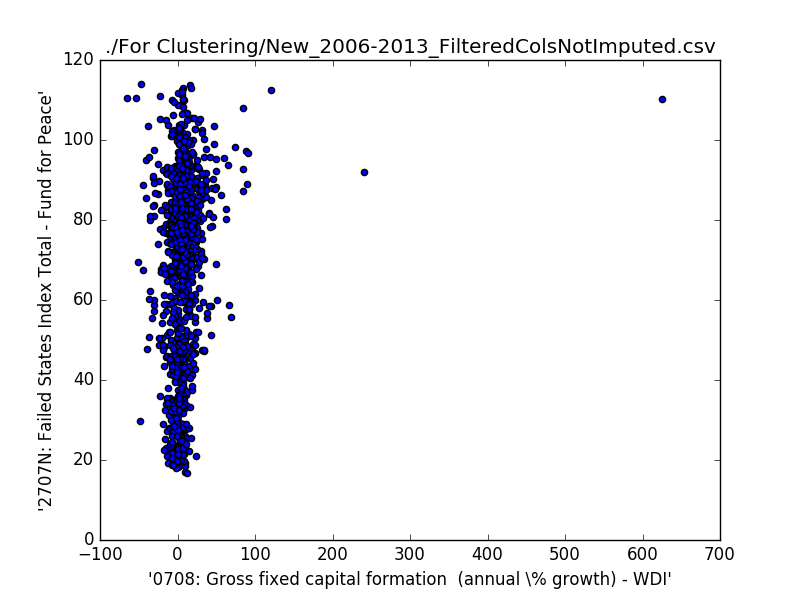 ./For Clustering/New_2006-2013_FilteredColsNotImputed.csv
120
100
80
60
40
20
0
'2707N: Failed States Index Total - Fund for Peace'
−100 0 100 200 300 400 500 600 700
'0708: Gross fixed capital formation  (annual \% growth) - WDI'